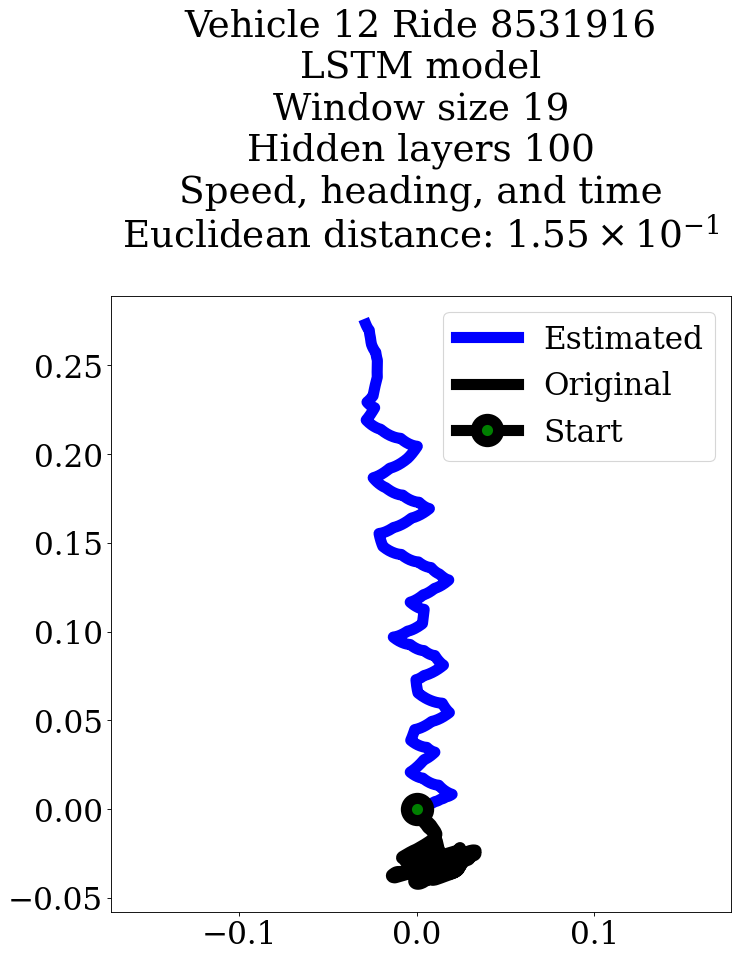 Vehicle 12 Ride 8531916
LSTM model
Window size 19
Hidden layers 100
Speed, heading, and time
Euclidean distance: 1.55 × 10⁻¹
Estimated
Original
Start
0.25
0.20
0.15
0.10
0.05
0.00
−0.05
−0.1
0.0
0.1